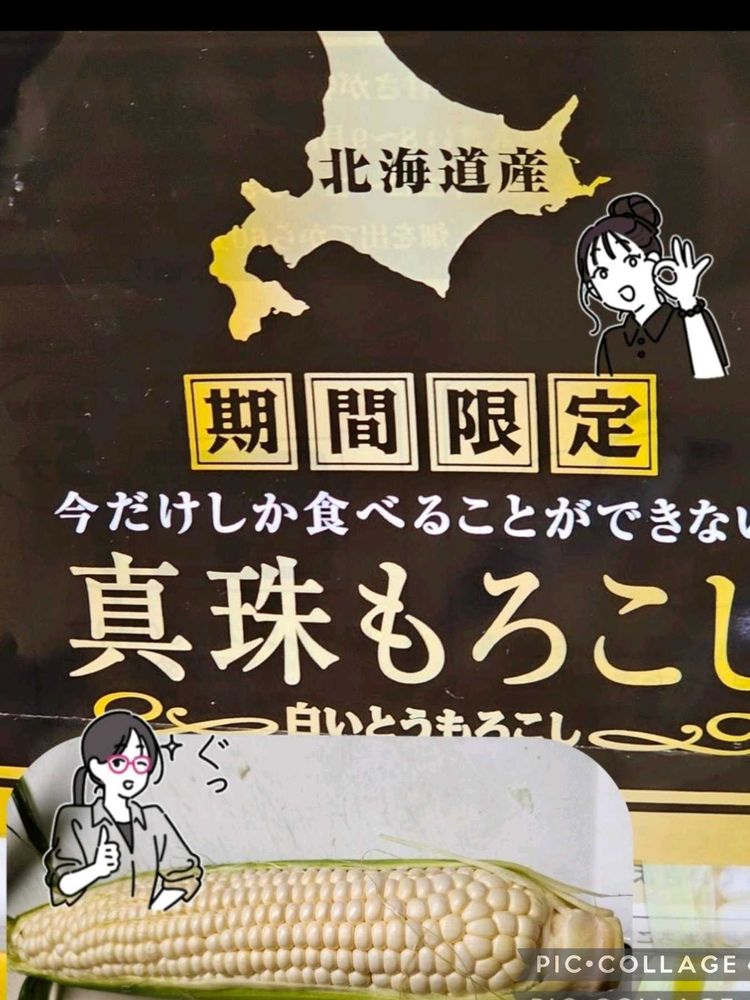 北海道産
期間限定
今だけしか食べることができない
真珠もろこし
白いとうもろこし
ぐっ
PIC•COLLAGE